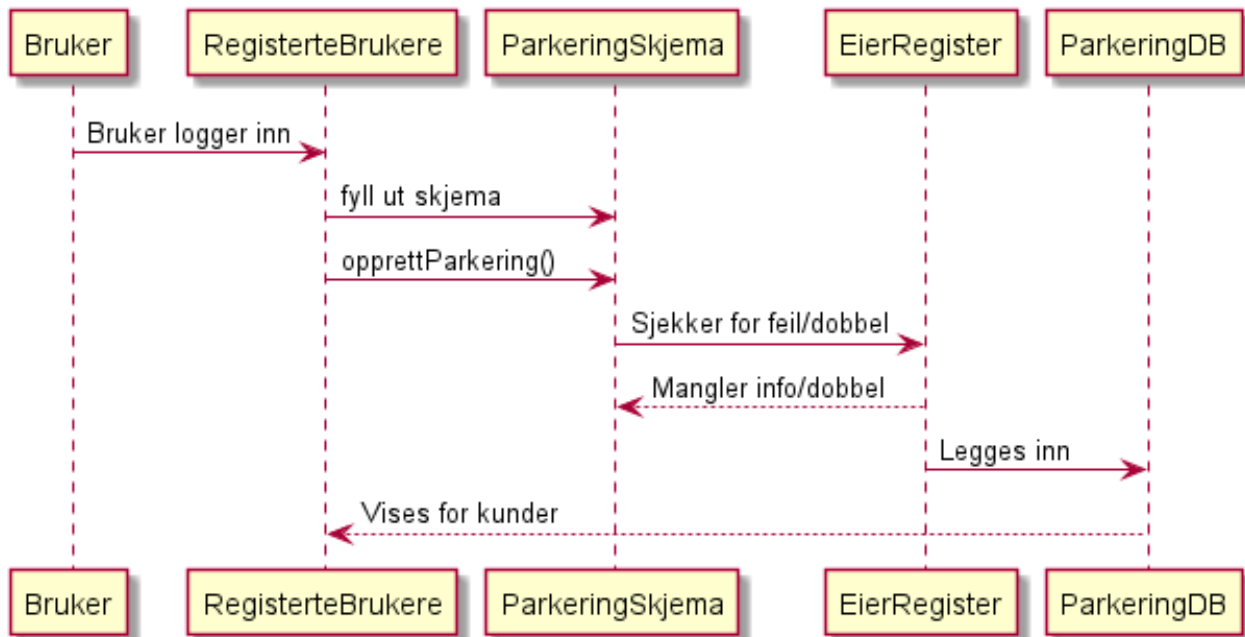 Bruker RegisterteBrukere ParkeringSkjema EierRegister ParkeringDB
Bruker logger inn
fyll ut skjema
opprettParkering()
Sjekker for feil/dobbel
Mangler info/dobbel
Legges inn
Vises for kunder
Bruker RegisterteBrukere ParkeringSkjema EierRegister ParkeringDB